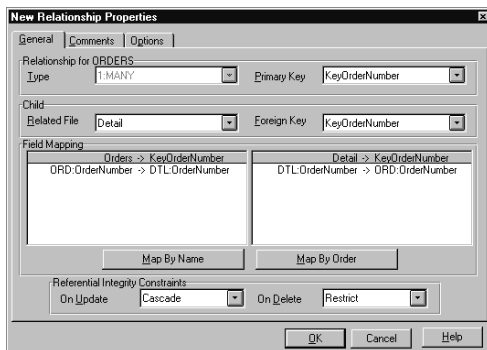 New Relationship Properties
General Comments Options
Relationship for ORDERS
Type 1:MANY Primary Key KeyOrderNumber
Child
Related File Detail Foreign Key KeyOrderNumber
Field Mapping
Orders -> KeyOrderNumber Detail -> KeyOrderNumber
ORD:OrderNumber -> DTL:OrderNumber DTL:OrderNumber -> ORD:OrderNumber
Map By Name Map By Order
Referential Integrity Constraints
On Update Cascade On Delete Restrict
OK Cancel Help